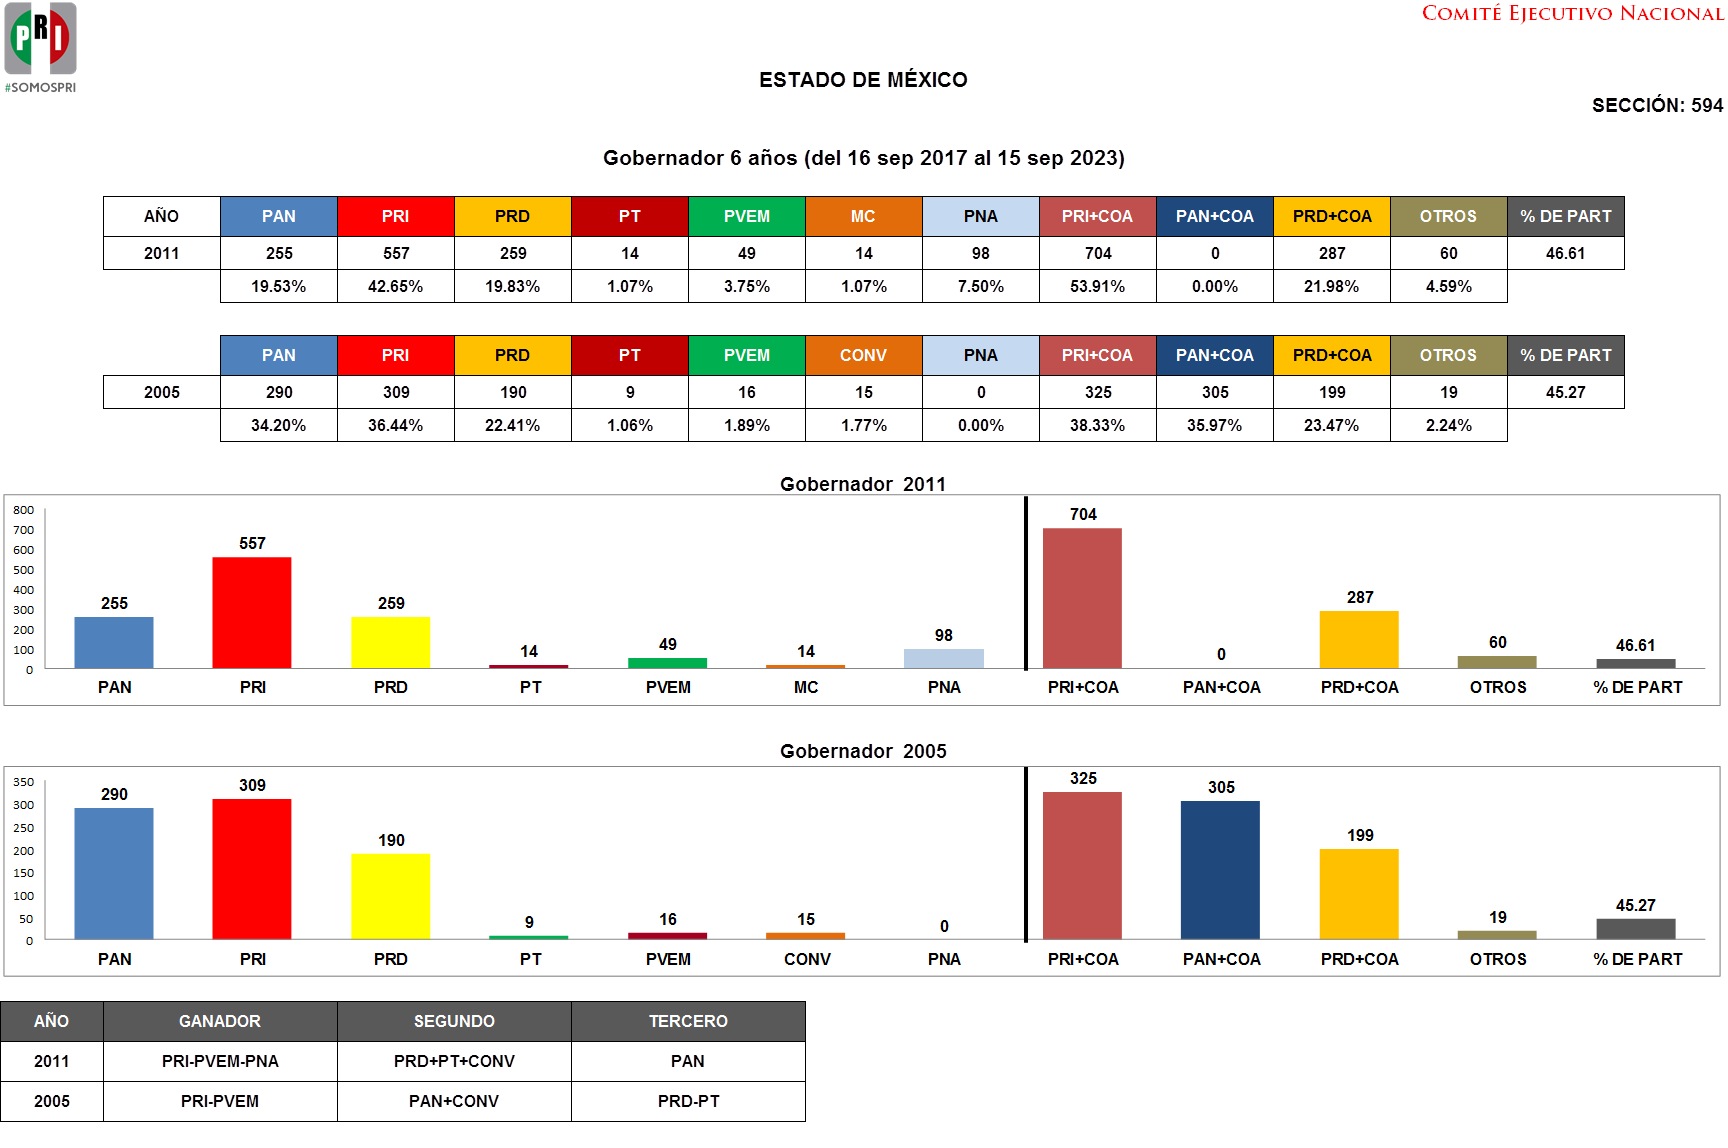 PRI
#SOMOSPRI
COMITÉ EJECUTIVO NACIONAL
ESTADO DE MÉXICO
SECCIÓN: 594
Gobernador 6 años (del 16 sep 2017 al 15 sep 2023)
AÑO PAN PRI PRD PT PVEM MC PNA PRI+COA PAN+COA PRD+COA OTROS % DE PART
2011 255 557 259 14 49 14 98 704 0 287 60 46.61
19.53% 42.65% 19.83% 1.07% 3.75% 1.07% 7.50% 53.91% 0.00% 21.98% 4.59%
PAN PRI PRD PT PVEM CONV PNA PRI+COA PAN+COA PRD+COA OTROS % DE PART
2005 290 309 190 9 16 15 0 325 305 199 19 45.27
34.20% 36.44% 22.41% 1.06% 1.89% 1.77% 0.00% 38.33% 35.97% 23.47% 2.24%
Gobernador 2011
800
700
600
500
400
300
200
100
0
255 557 259 14 49 14 98 704 0 287 60 46.61
PAN PRI PRD PT PVEM MC PNA PRI+COA PAN+COA PRD+COA OTROS % DE PART
Gobernador 2005
350
300
250
200
150
100
50
0
290 309 190 9 16 15 0 325 305 199 19 45.27
PAN PRI PRD PT PVEM CONV PNA PRI+COA PAN+COA PRD+COA OTROS % DE PART
AÑO GANADOR SEGUNDO TERCERO
2011 PRI-PVEM-PNA PRD+PT+CONV PAN
2005 PRI-PVEM PAN+CONV PRD-PT